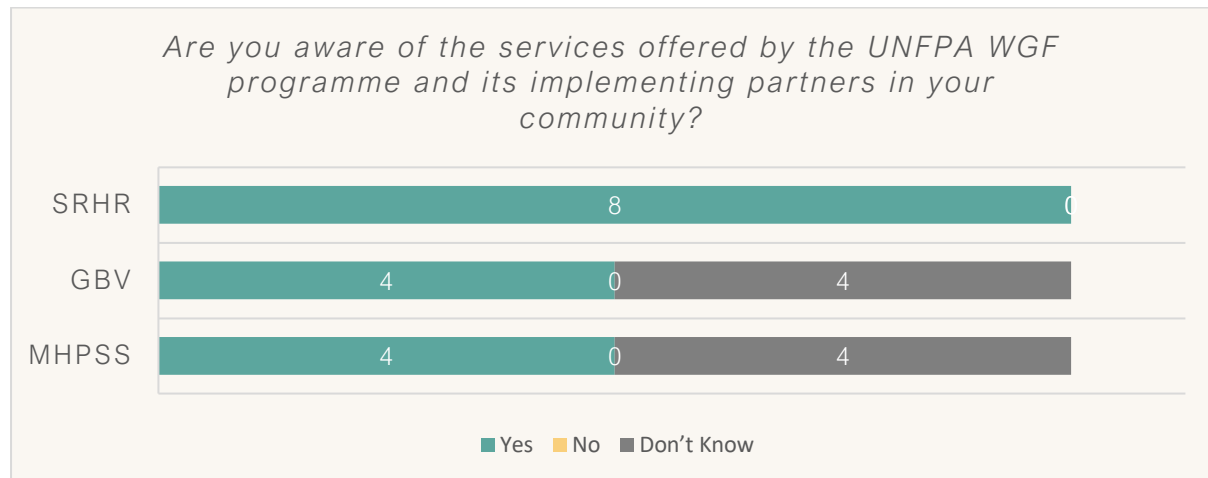 Are you aware of the services offered by the UNFPA WGF
programme and its implementing partners in your
community?
SRHR 8 0
GBV 4 0 4
MHPSS 4 0 4
Yes No Don’t Know